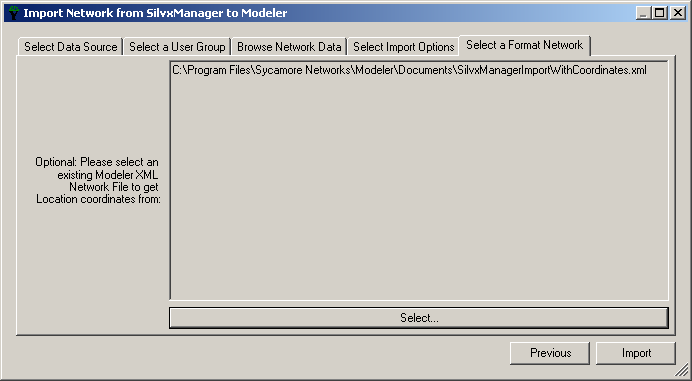 Import Network from SilvxManager to Modeler
Select Data Source
Select a User Group
Browse Network Data
Select Import Options
Select a Format Network
C:\Program Files\Sycamore Networks\Modeler\Documents\SilvxManagerImportWithCoordinates.xml
Optional: Please select an
existing Modeler XML
Network File to get
Location coordinates from:
Select...
Previous
Import